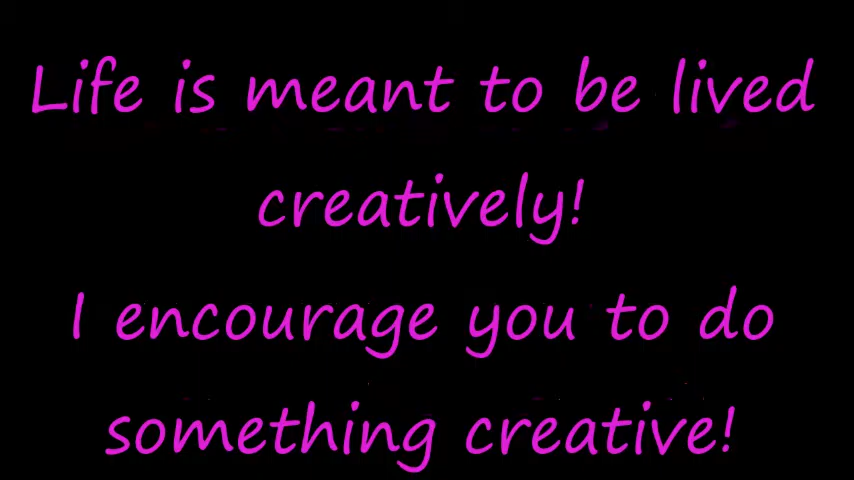 Life is meant to be lived
creatively!
I encourage you to do
something creative!